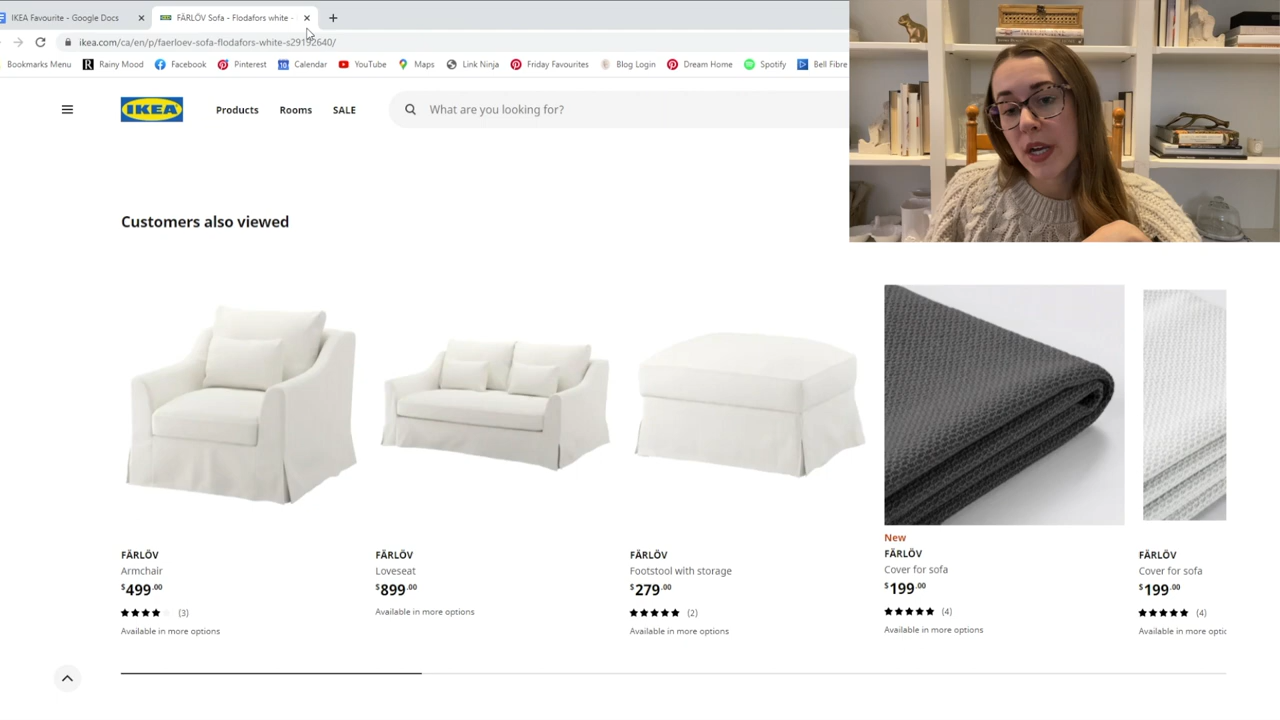 IKEA Favourite - Google Docs
FÄRLÖV Sofa - Flodafors white -
ikea.com/ca/en/p/faerloev-sofa-flodafors-white-s29192640/
Bookmarks Menu
R Rainy Mood
Facebook
Pinterest
Calendar
YouTube
Maps
Link Ninja
Friday Favourites
Blog Login
Dream Home
Spotify
Bell Fibre
IKEA
Products
Rooms
SALE
What are you looking for?
Customers also viewed
FÄRLÖV
Armchair
$499.00
(3)
Available in more options
FÄRLÖV
Loveseat
$899.00
Available in more options
FÄRLÖV
Footstool with storage
$279.00
(2)
Available in more options
New
FÄRLÖV
Cover for sofa
$199.00
(4)
Available in more options
FÄRLÖV
Cover for sofa
$199.00
(4)
Available in more optic